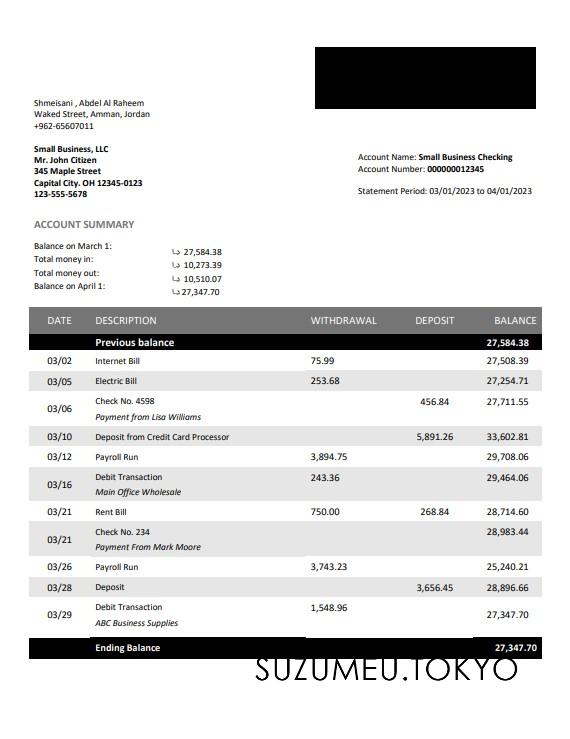 Shmeisani , Abdel Al Raheem
Waked Street, Amman, Jordan
+962-65607011
Small Business, LLC
Mr. John Citizen
345 Maple Street
Capital City. OH 12345-0123
123-555-5678
Account Name: Small Business Checking
Account Number: 000000012345
Statement Period: 03/01/2023 to 04/01/2023
ACCOUNT SUMMARY
Balance on March 1: د.ا 27,584.38
Total money in: د.ا 10,273.39
Total money out: د.ا 10,510.07
Balance on April 1: د.ا 27,347.70
DATE DESCRIPTION WITHDRAWAL DEPOSIT BALANCE
Previous balance 27,584.38
03/02 Internet Bill 75.99 27,508.39
03/05 Electric Bill 253.68 27,254.71
03/06 Check No. 4598 456.84 27,711.55
Payment from Lisa Williams
03/10 Deposit from Credit Card Processor 5,891.26 33,602.81
03/12 Payroll Run 3,894.75 29,708.06
03/16 Debit Transaction 243.36 29,464.06
Main Office Wholesale
03/21 Rent Bill 750.00 268.84 28,714.60
03/21 Check No. 234 28,983.44
Payment From Mark Moore
03/26 Payroll Run 3,743.23 25,240.21
03/28 Deposit 3,656.45 28,896.66
03/29 Debit Transaction 1,548.96 27,347.70
ABC Business Supplies
Ending Balance 27,347.70
SUZUMEU.TOKYO